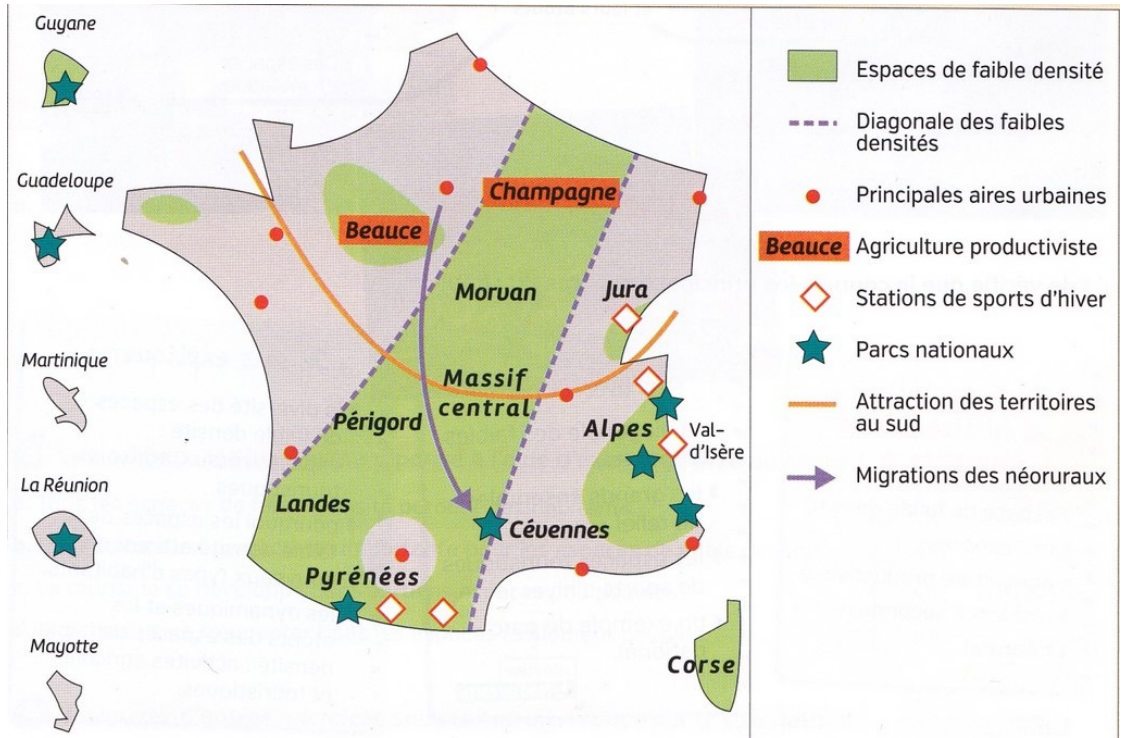 Guyane
Guadeloupe
Martinique
La Réunion
Mayotte
Champagne
Beauce
Morvan
Jura
Massif
central
Périgord
Alpes
Val-
d'Isère
Landes
Cévennes
Pyrénées
Corse
Espaces de faible densité
Diagonale des faibles
densités
Principales aires urbaines
Beauce
Agriculture productiviste
Stations de sports d'hiver
Parcs nationaux
Attraction des territoires
au sud
Migrations des néoruraux